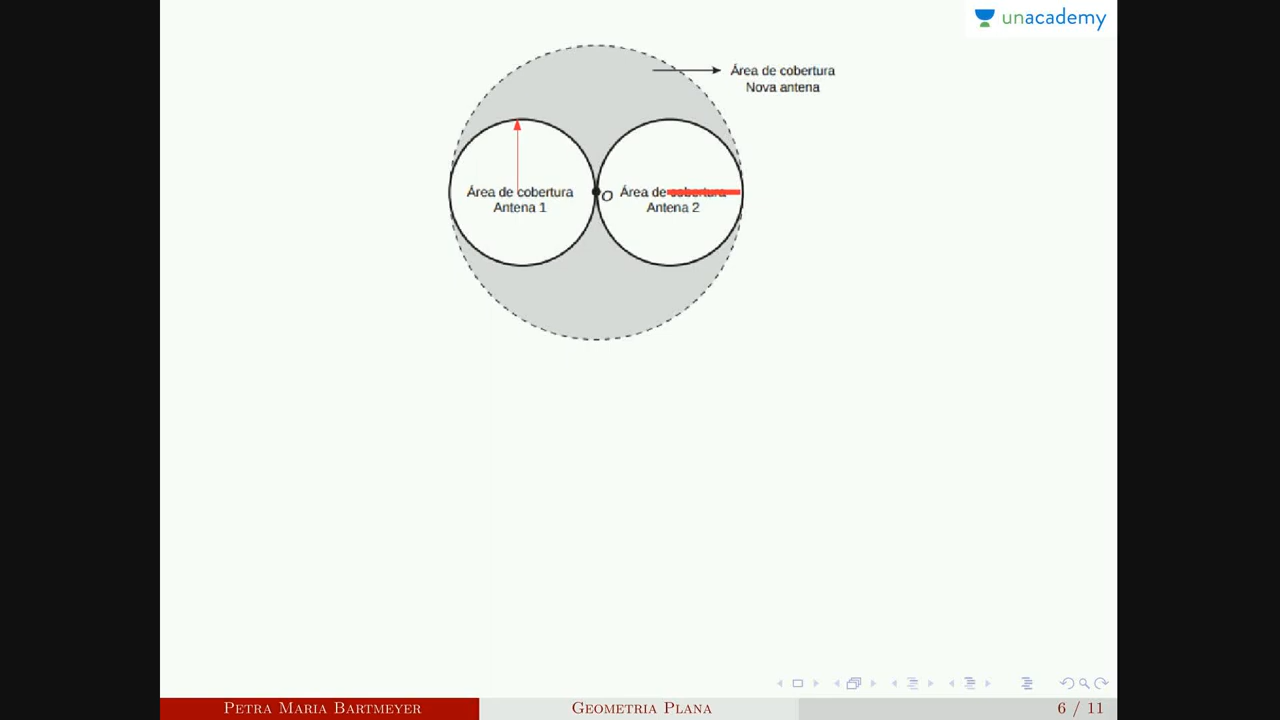 unacademy
Área de cobertura
Nova antena
Área de cobertura
Antena 1
O
Área de cobertura
Antena 2
Petra Maria Bartmeyer
Geometria Plana
6 / 11